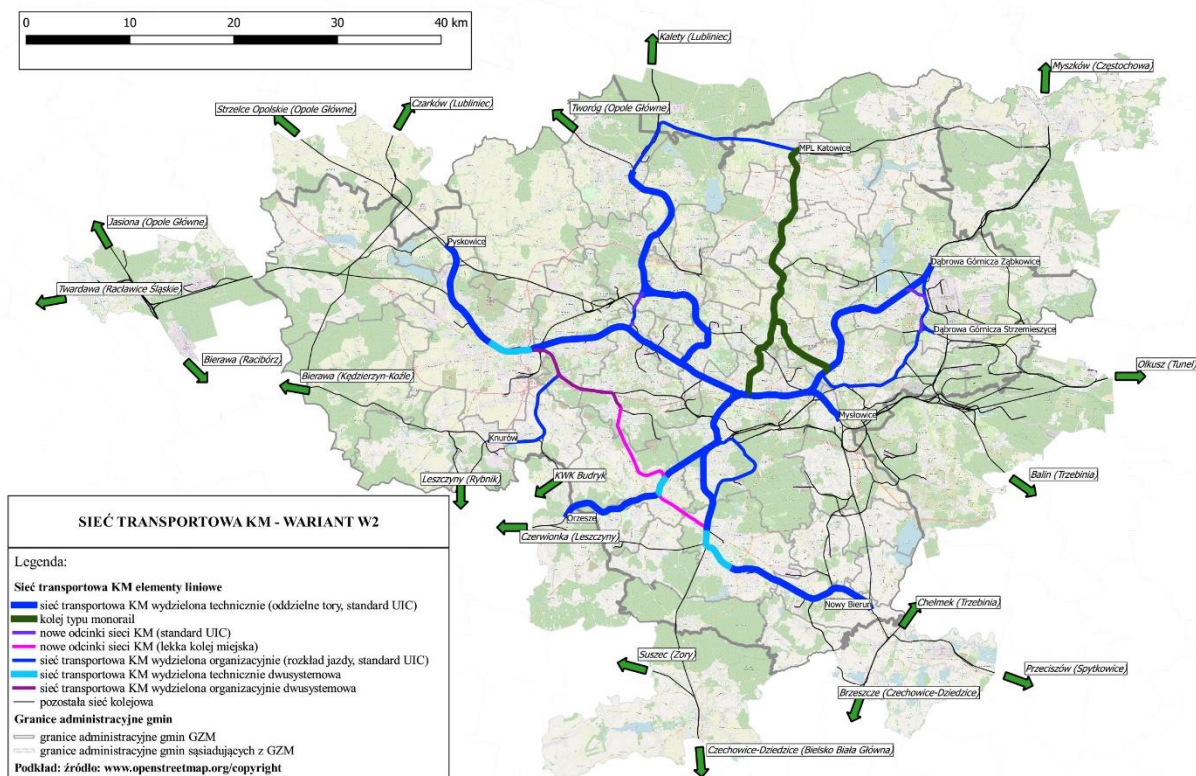 0 10 20 30 40 km
Kalety (Lubliniec)
Myszków (Częstochowa)
Czarków (Lubliniec)
Strzelce Opolskie (Opole Główne)
Tworóg (Opole Główne)
MPL Katowice
Jasiona (Opole Główne)
Pyskowice
Dąbrowa Górnicza Ząbkowice
Twardawa (Racławice Śląskie)
Dąbrowa Górnicza Strzemieszyce
Bierawa (Racibórz)
Olkusz (Tunel)
Bierawa (Kędzierzyn-Koźle)
Mysłowice
Knurów
KWK Budryk
Leszczyny (Rybnik)
Balin (Trzebinia)
Orzesze
Czerwionka (Leszczyny)
Nowy Bieruń
Chełmek (Trzebinia)
Suszec (Żory)
Przeciszów (Spytkowice)
Brzeszcze (Czechowice-Dziedzice)
Czechowice-Dziedzice (Bielsko Biała Główna)
SIEĆ TRANSPORTOWA KM - WARIANT W2
Legenda:
Sieć transportowa KM elementy liniowe
sieć transportowa KM wydzielona technicznie (oddzielne tory, standard UIC)
kolej typu monorail
nowe odcinki sieci KM (standard UIC)
nowe odcinki sieci KM (lekka kolej miejska)
sieć transportowa KM wydzielona organizacyjnie (rozkład jazdy, standard UIC)
sieć transportowa KM wydzielona technicznie dwusystemowa
sieć transportowa KM wydzielona organizacyjnie dwusystemowa
pozostała sieć kolejowa
Granice administracyjne gmin
granice administracyjne gmin GZM
granice administracyjne gmin sąsiadujących z GZM
Podkład: źródło: www.openstreetmap.org/copyright